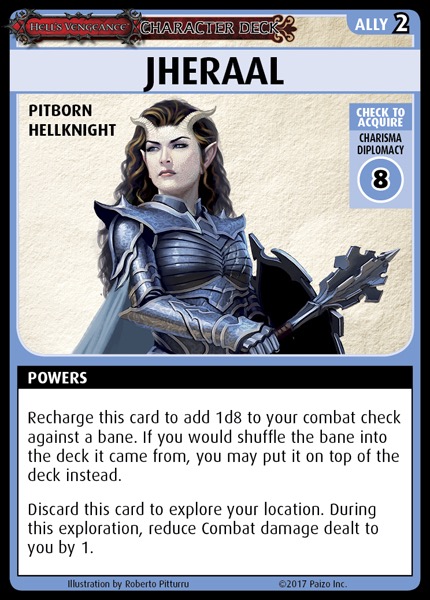 HELL'S VENGEANCE CHARACTER DECK
ALLY 2
JHERAAL
PITBORN
HELLKNIGHT
CHECK TO
ACQUIRE
CHARISMA
DIPLOMACY
8
POWERS
Recharge this card to add 1d8 to your combat check
against a bane. If you would shuffle the bane into
the deck it came from, you may put it on top of the
deck instead.
Discard this card to explore your location. During
this exploration, reduce Combat damage dealt to
you by 1.
Illustration by Roberto Pitturru
©2017 Paizo Inc.